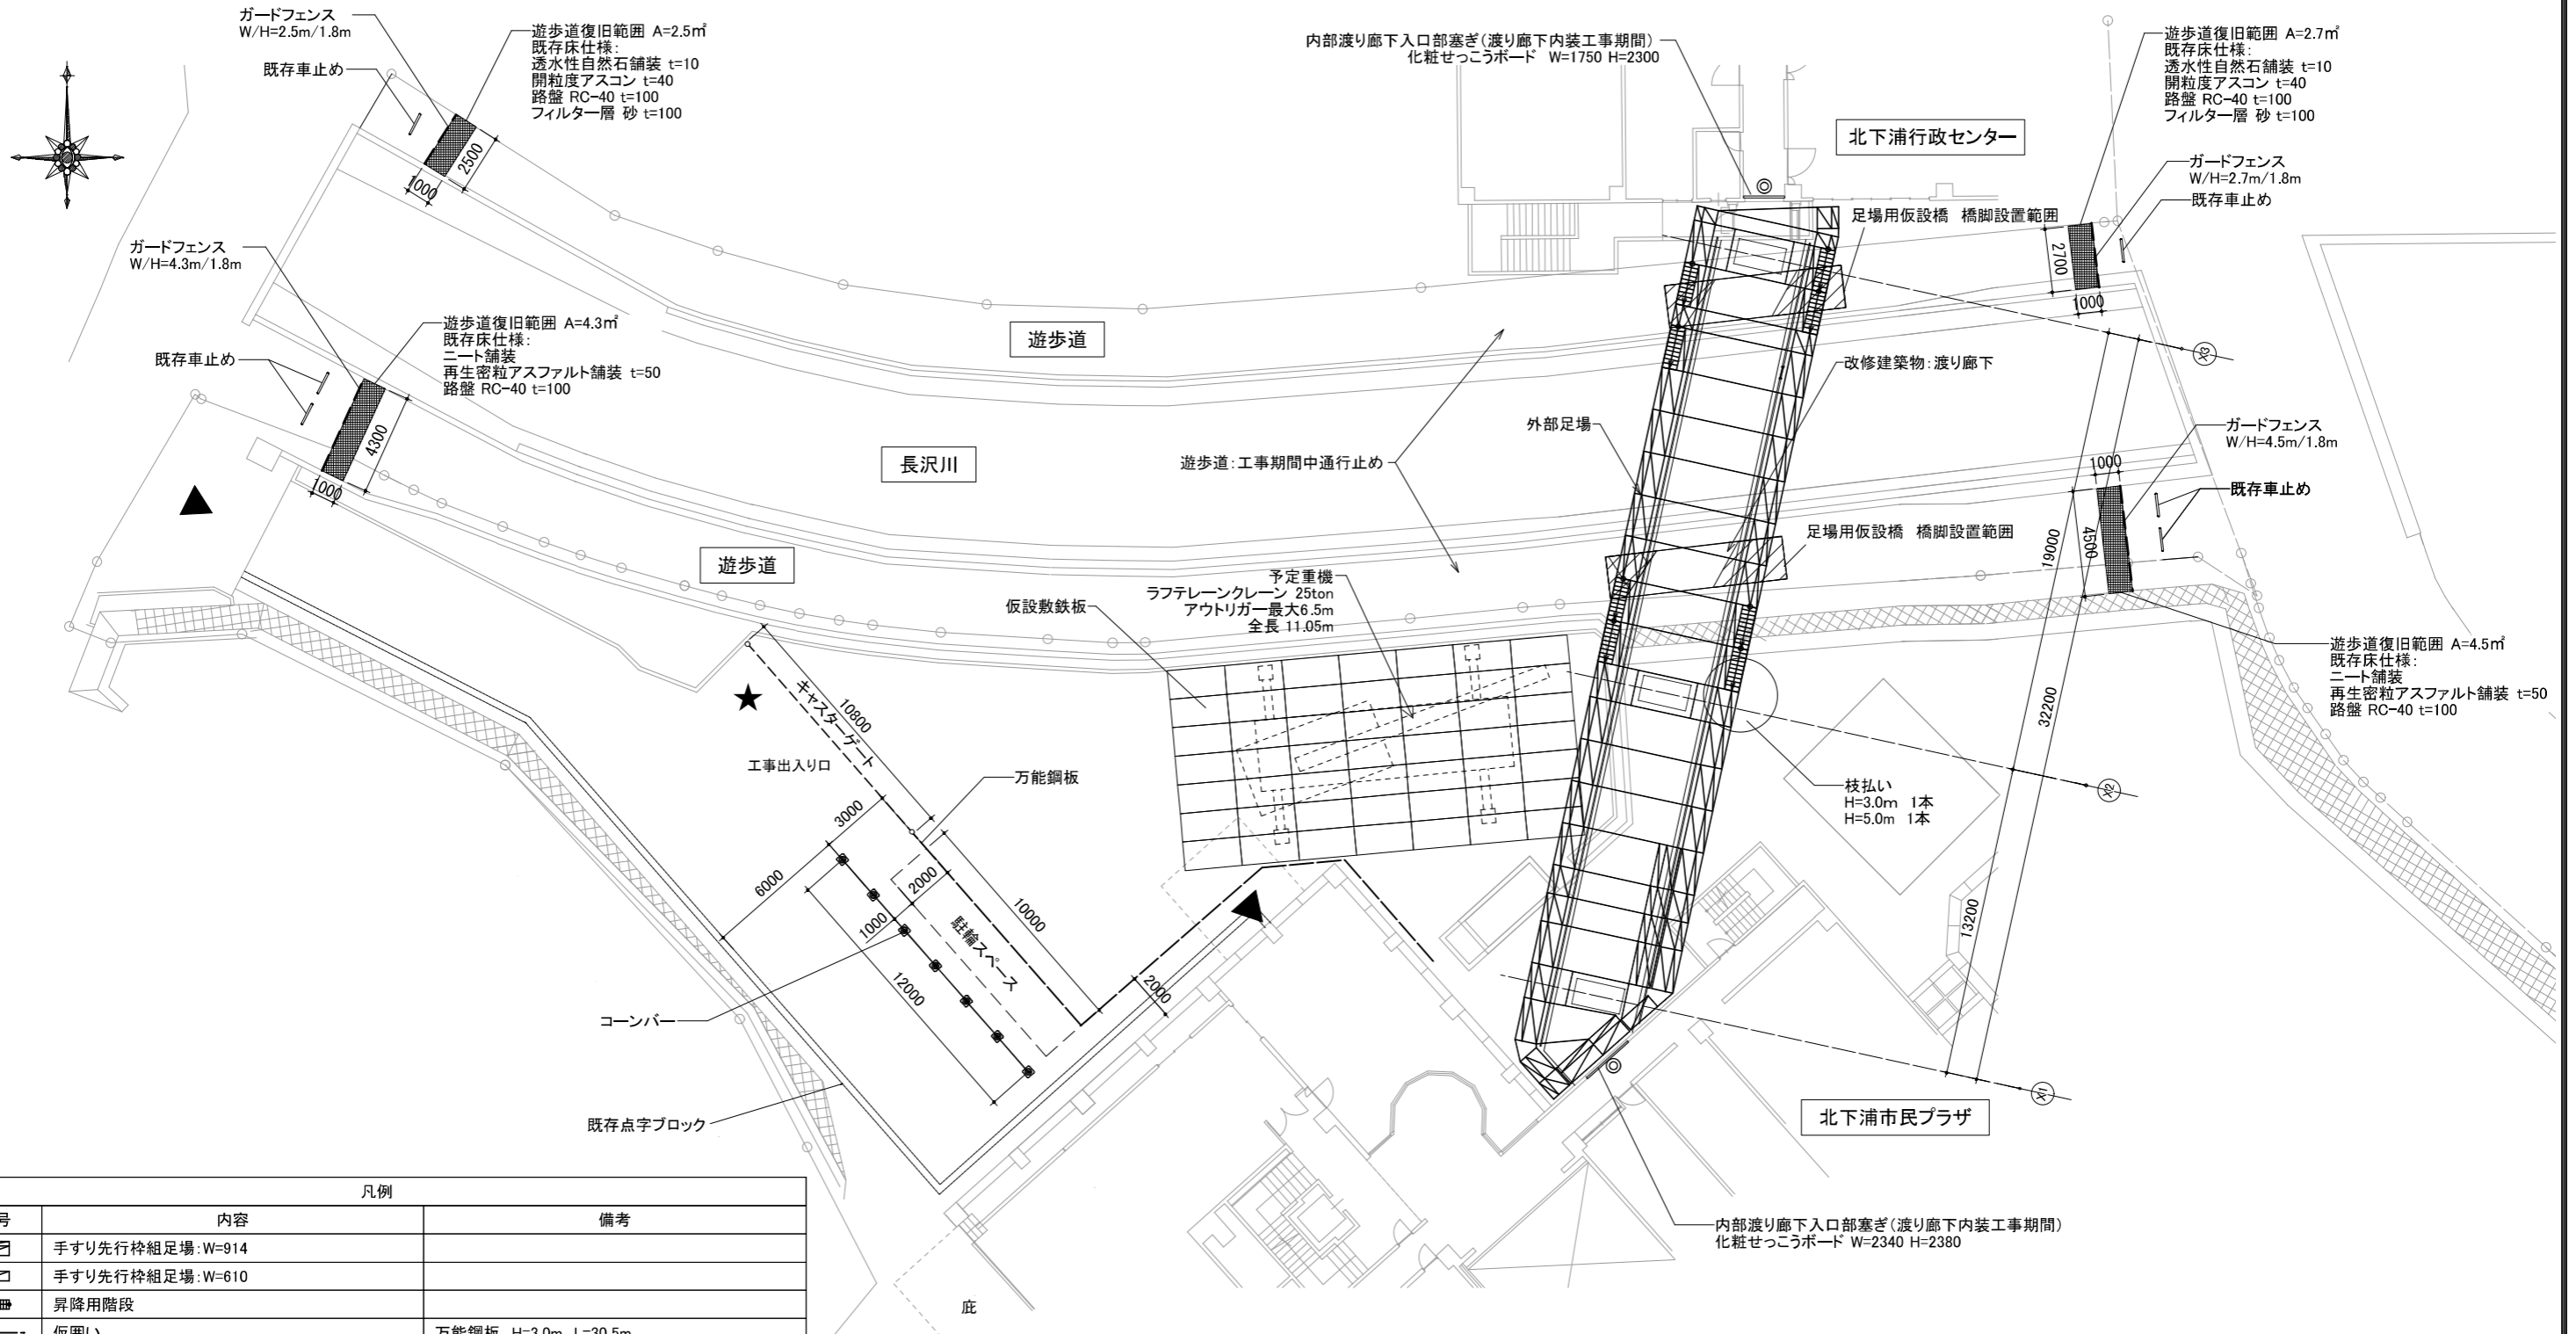 ガードフェンス
W/H=2.5m/1.8m
既存車止め
遊歩道復旧範囲 A=2.5㎡
既存床仕様:
透水性自然石舗装 t=10
開粒度アスコン t=40
路盤 RC-40 t=100
フィルター層 砂 t=100
2500
1000
内部渡り廊下入口部塞ぎ(渡り廊下内装工事期間)
化粧せっこうボード W=1750 H=2300
北下浦行政センター
遊歩道復旧範囲 A=2.7㎡
既存床仕様:
透水性自然石舗装 t=10
開粒度アスコン t=40
路盤 RC-40 t=100
フィルター層 砂 t=100
ガードフェンス
W/H=2.7m/1.8m
既存車止め
足場用仮設橋 橋脚設置範囲
2700
1000
ガードフェンス
W/H=4.3m/1.8m
遊歩道復旧範囲 A=4.3㎡
既存床仕様:
ニート舗装
再生密粒アスファルト舗装 t=50
路盤 RC-40 t=100
既存車止め
4300
1000
遊歩道
X3
改修建築物:渡り廊下
外部足場
長沢川
遊歩道:工事期間中通行止め
ガードフェンス
W/H=4.5m/1.8m
1000
既存車止め
4500
19000
足場用仮設橋 橋脚設置範囲
遊歩道
予定重機
ラフテレーンクレーン 25ton
アウトリガー最大6.5m
全長 11.05m
仮設敷鉄板
遊歩道復旧範囲 A=4.5㎡
既存床仕様:
ニート舗装
再生密粒アスファルト舗装 t=50
路盤 RC-40 t=100
★
キャスターゲート
10800
工事出入り口
万能鋼板
32200
X2
枝払い
H=3.0m 1本
H=5.0m 1本
3000
6000
2000
1000
10000
駐輪スペース
12000
2000
13200
コーンバー
既存点字ブロック
X1
北下浦市民プラザ
内部渡り廊下入口部塞ぎ(渡り廊下内装工事期間)
化粧せっこうボード W=2340 H=2380
庇
凡例
号 内容 備考
手すり先行枠組足場:W=914
手すり先行枠組足場:W=610
昇降用階段
仮囲い 万能鋼板 H=3.0m L=30.5m